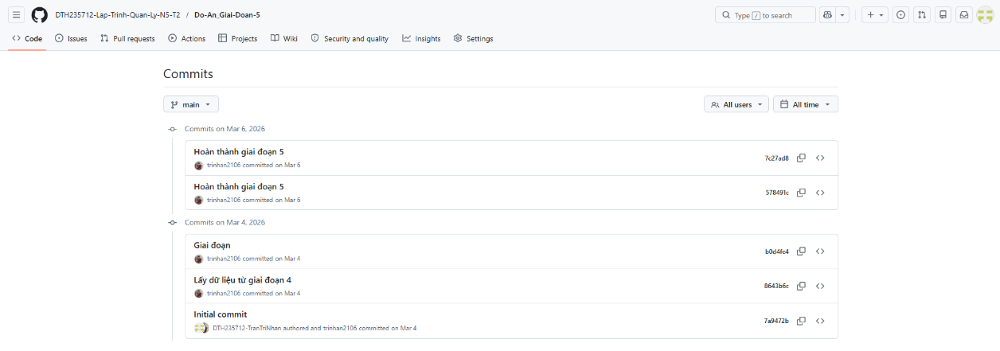 DTH235712-Lap-Trinh-Quan-Ly-N5-T2 / Do-An_Giai-Doan-5
Type / to search
Code Issues Pull requests Actions Projects Wiki Security and quality Insights Settings
Commits
main All users All time
Commits on Mar 6, 2026
Hoàn thành giai đoạn 5
trinhan2106 committed on Mar 6
7c27ad8
Hoàn thành giai đoạn 5
trinhan2106 committed on Mar 6
578491c
Commits on Mar 4, 2026
Giai đoạn
trinhan2106 committed on Mar 4
b0d4fc4
Lấy dữ liệu từ giai đoạn 4
trinhan2106 committed on Mar 4
8643b6c
Initial commit
DTH235712-TranTriNhan authored and trinhan2106 committed on Mar 4
7a9472b